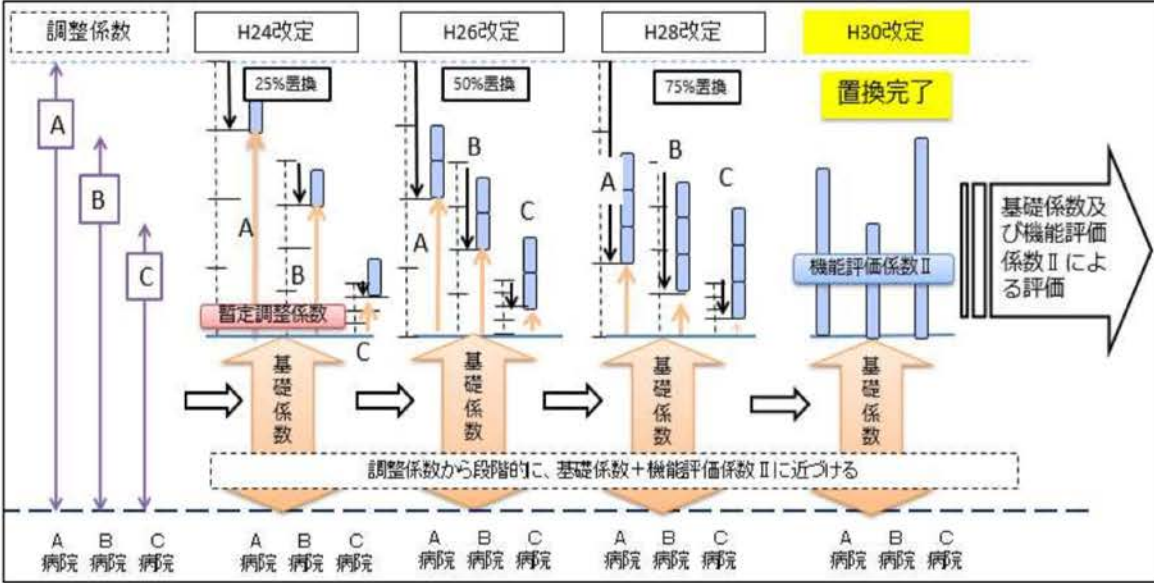 調整係数
H24改定
H26改定
H28改定
H30改定
25%置換
50%置換
75%置換
置換完了
A
B
C
A
B
C
暫定調整係数
A
B
C
A
B
C
機能評価係数Ⅱ
基礎係数及
び機能評価
係数Ⅱによ
る評価
基礎係数
基礎係数
基礎係数
基礎係数
調整係数から段階的に、基礎係数+機能評価係数Ⅱに近づける
A
病院
B
病院
C
病院
A
病院
B
病院
C
病院
A
病院
B
病院
C
病院
A
病院
B
病院
C
病院
A
病院
B
病院
C
病院